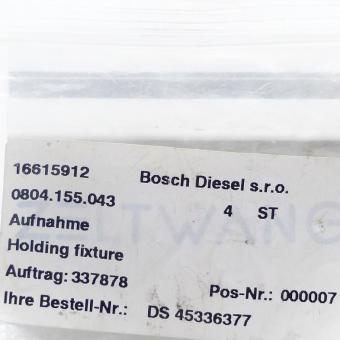 16615912 Bosch Diesel s.r.o.
0804.155.043 4 ST
Aufnahme
Holding fixture
Auftrag: 337878 Pos-Nr.: 000007
Ihre Bestell-Nr.: DS 45336377